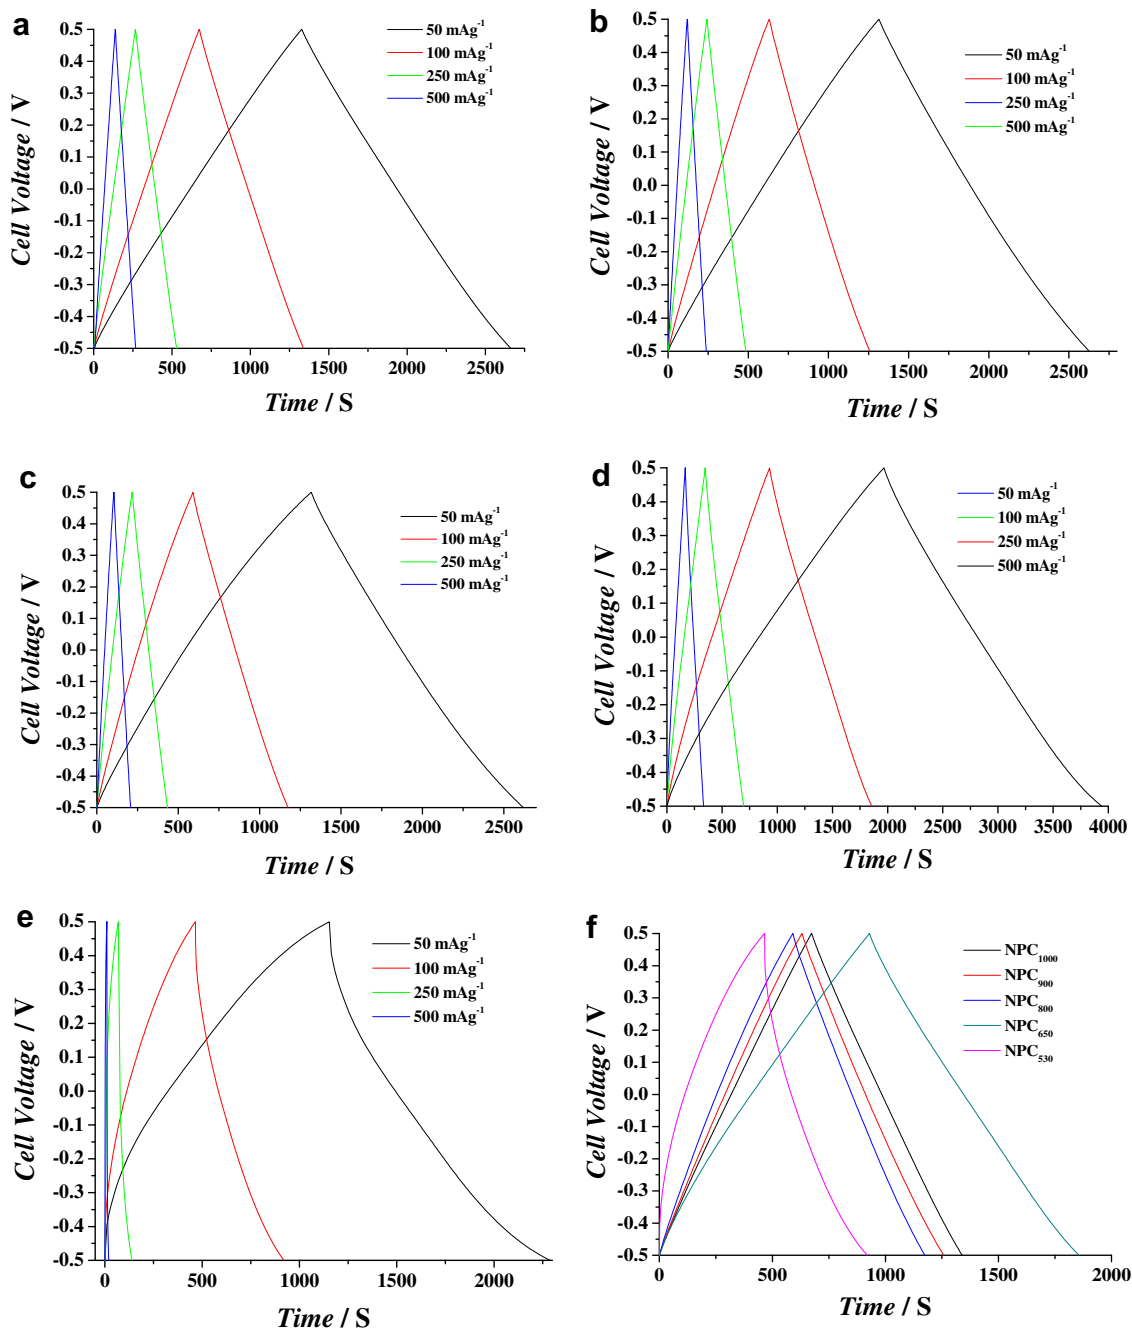 a
0.5
0.4
0.3
0.2
0.1
0.0
-0.1
-0.2
-0.3
-0.4
-0.5
Cell Voltage / V
50 mAg-1
100 mAg-1
250 mAg-1
500 mAg-1
0 500 1000 1500 2000 2500
Time / S
b
0.5
0.4
0.3
0.2
0.1
0.0
-0.1
-0.2
-0.3
-0.4
-0.5
Cell Voltage / V
50 mAg-1
100 mAg-1
250 mAg-1
500 mAg-1
0 500 1000 1500 2000 2500
Time / S
c
0.5
0.4
0.3
0.2
0.1
0.0
-0.1
-0.2
-0.3
-0.4
-0.5
Cell Voltage / V
50 mAg-1
100 mAg-1
250 mAg-1
500 mAg-1
0 500 1000 1500 2000 2500
Time / S
d
0.5
0.4
0.3
0.2
0.1
0.0
-0.1
-0.2
-0.3
-0.4
-0.5
Cell Voltage / V
50 mAg-1
100 mAg-1
250 mAg-1
500 mAg-1
0 500 1000 1500 2000 2500 3000 3500 4000
Time / S
e
0.5
0.4
0.3
0.2
0.1
0.0
-0.1
-0.2
-0.3
-0.4
-0.5
Cell Voltage / V
50 mAg-1
100 mAg-1
250 mAg-1
500 mAg-1
0 500 1000 1500 2000
Time / S
f
0.5
0.4
0.3
0.2
0.1
0.0
-0.1
-0.2
-0.3
-0.4
-0.5
Cell Voltage / V
NPC1000
NPC900
NPC800
NPC650
NPC530
0 500 1000 1500 2000
Time / S